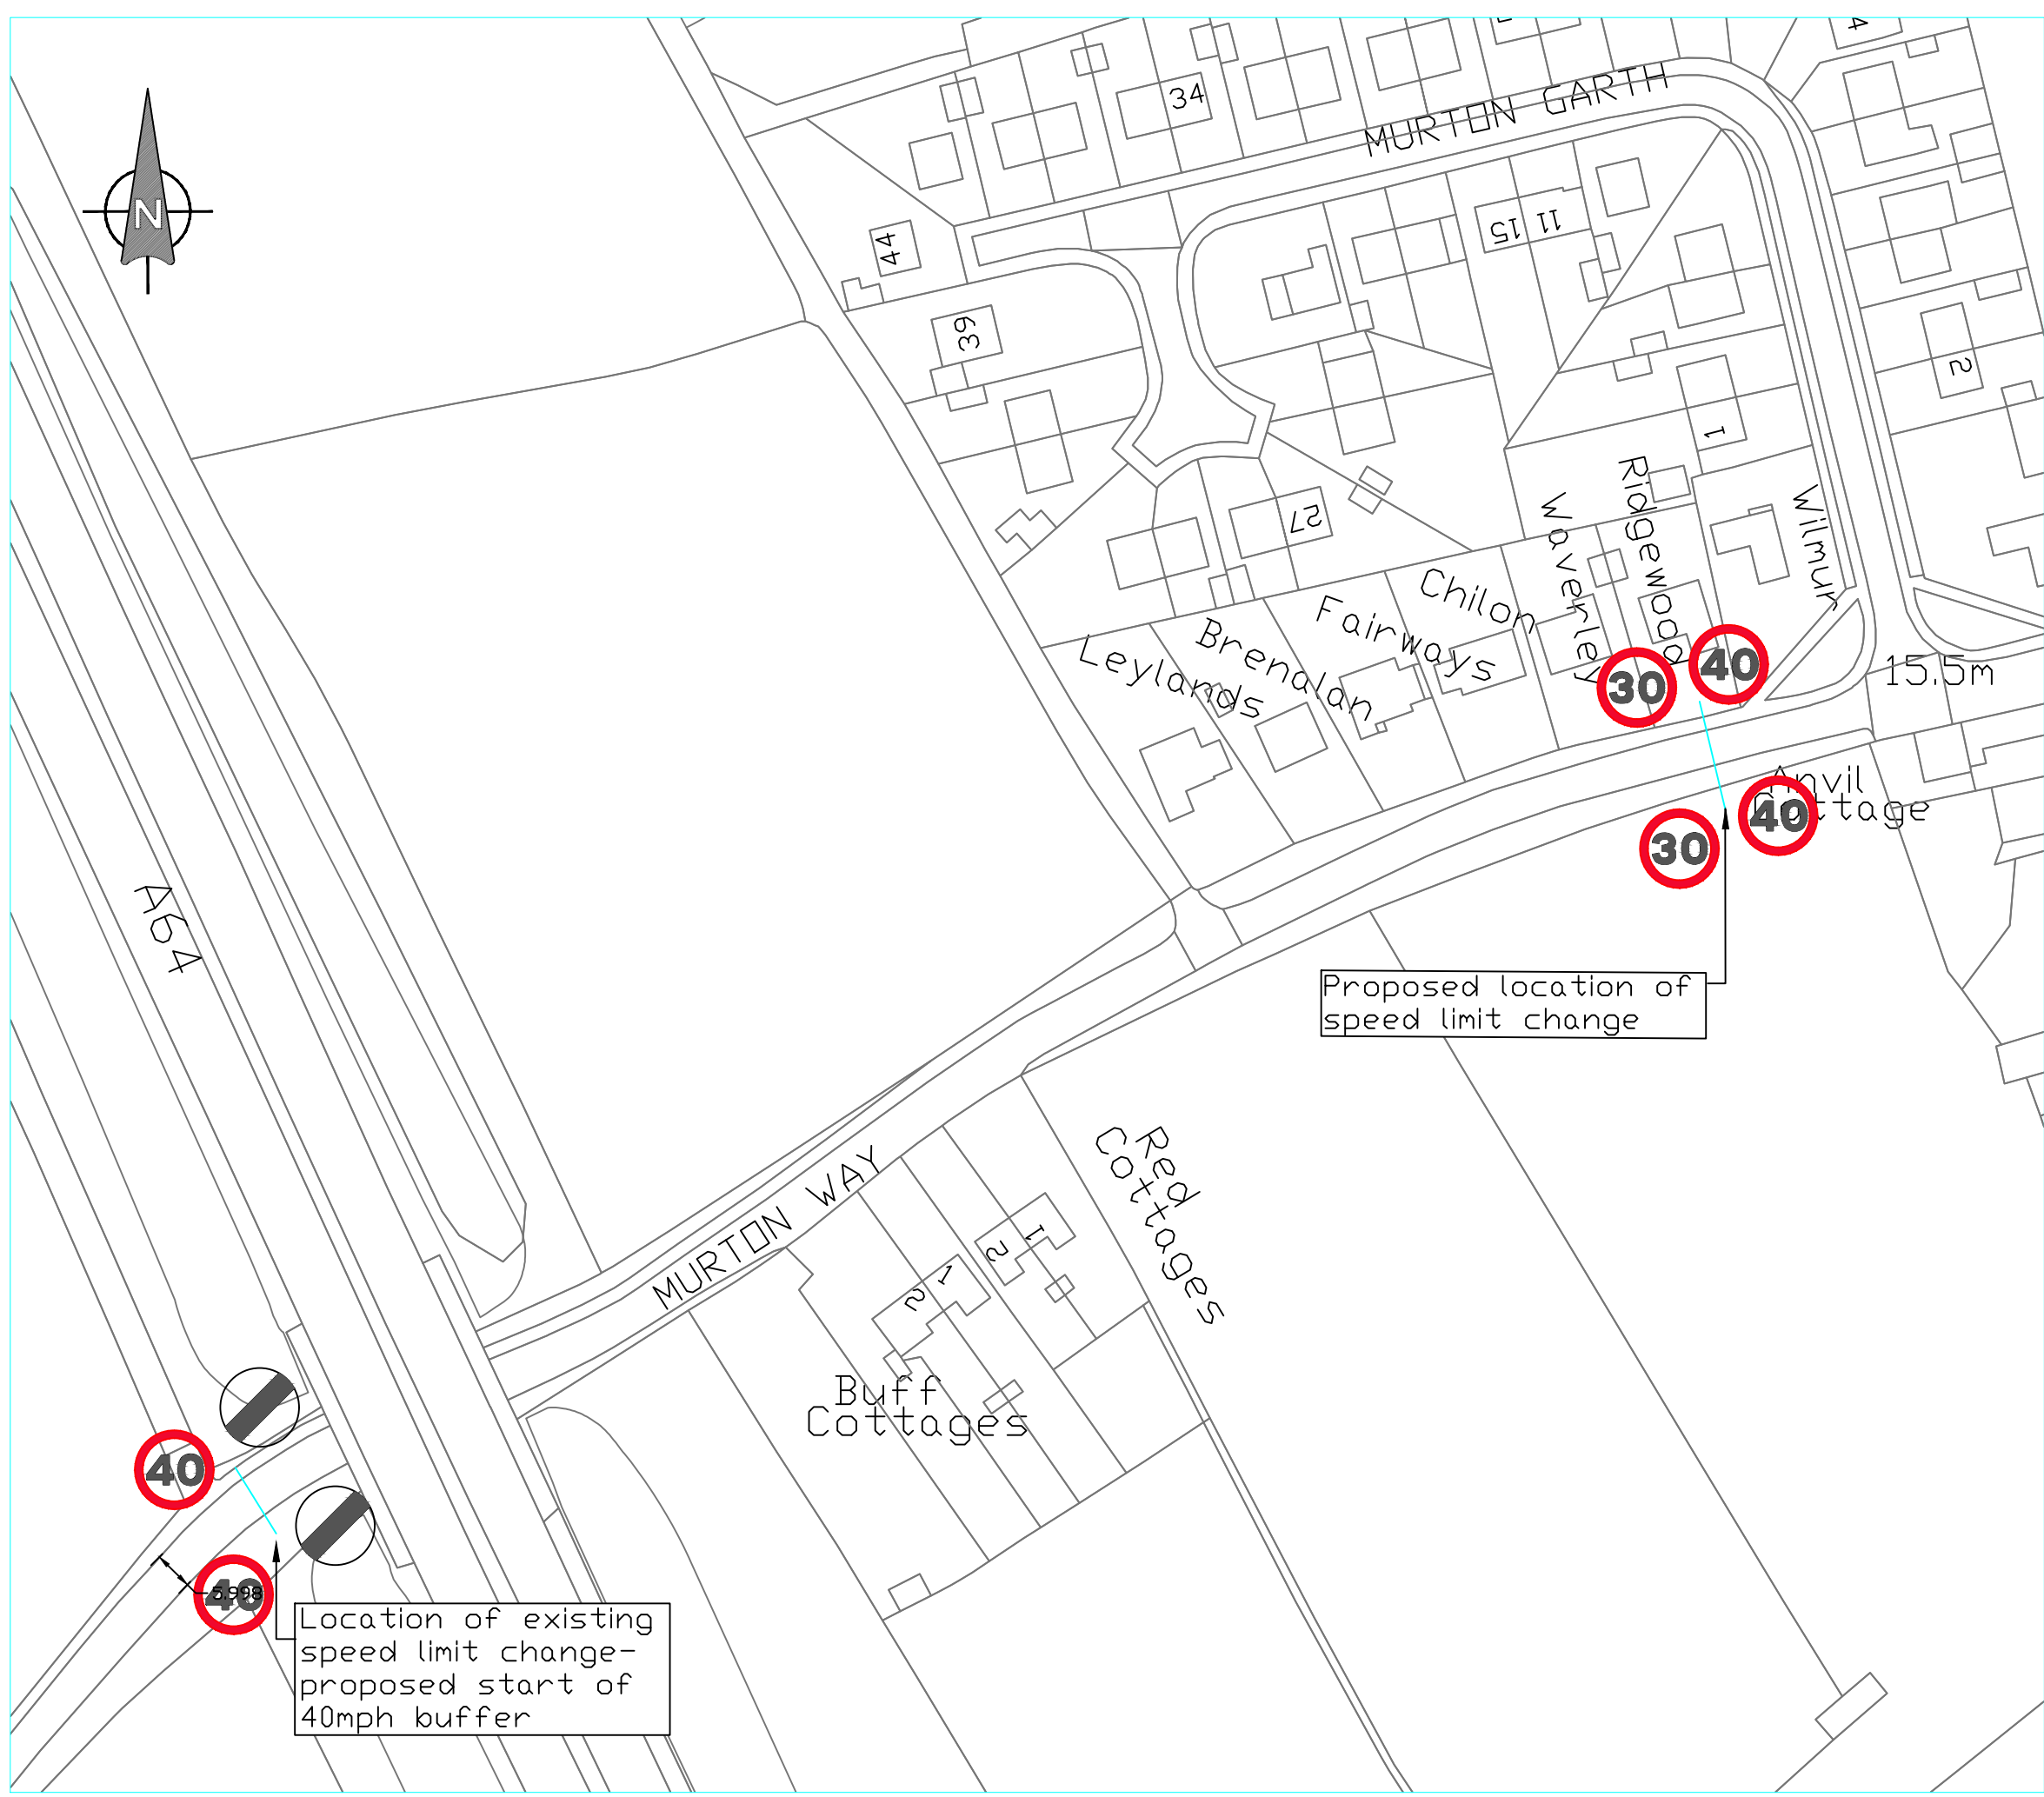 4
34
MURTON GARTH
N
44
15
11
39
2
1
27
Ridgewood
Waverley
Wilmur
Chilon
Fairways
Brendlan
Leylands
15.5m
30
40
Anvil
Cottage
30
40
A64
Proposed location of
speed limit change
Red
Cottages
MURTON WAY
1
2
1
2
Buff
Cottages
40
40
5.998
Location of existing
speed limit change-
proposed start of
40mph buffer